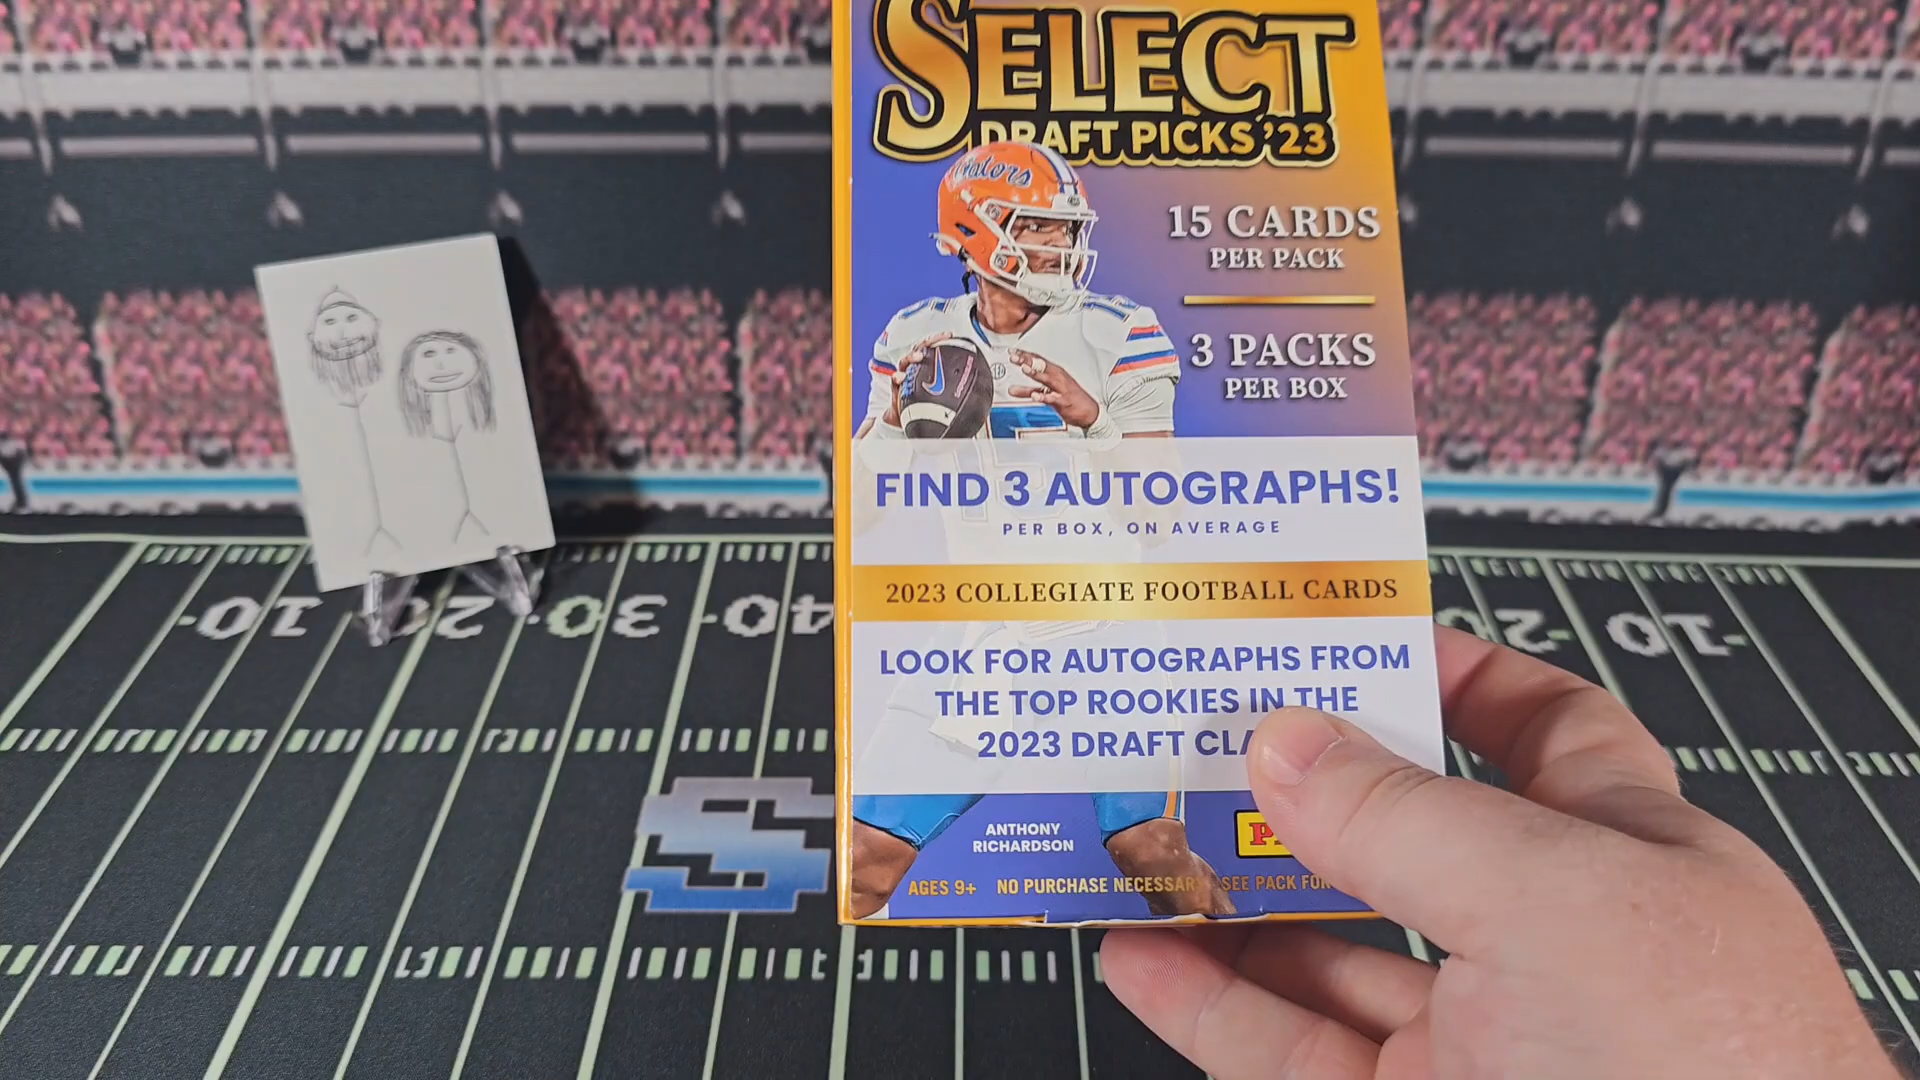 SELECT
DRAFT PICKS '23
Gators
15 CARDS
PER PACK
3 PACKS
PER BOX
FIND 3 AUTOGRAPHS!
PER BOX, ON AVERAGE
2023 COLLEGIATE FOOTBALL CARDS
LOOK FOR AUTOGRAPHS FROM
THE TOP ROOKIES IN THE
2023 DRAFT
ANTHONY
RICHARDSON
AGES 9+ NO PURCHASE NECESSARY SEE PACK FOR
10 20 30 40
20 10
S